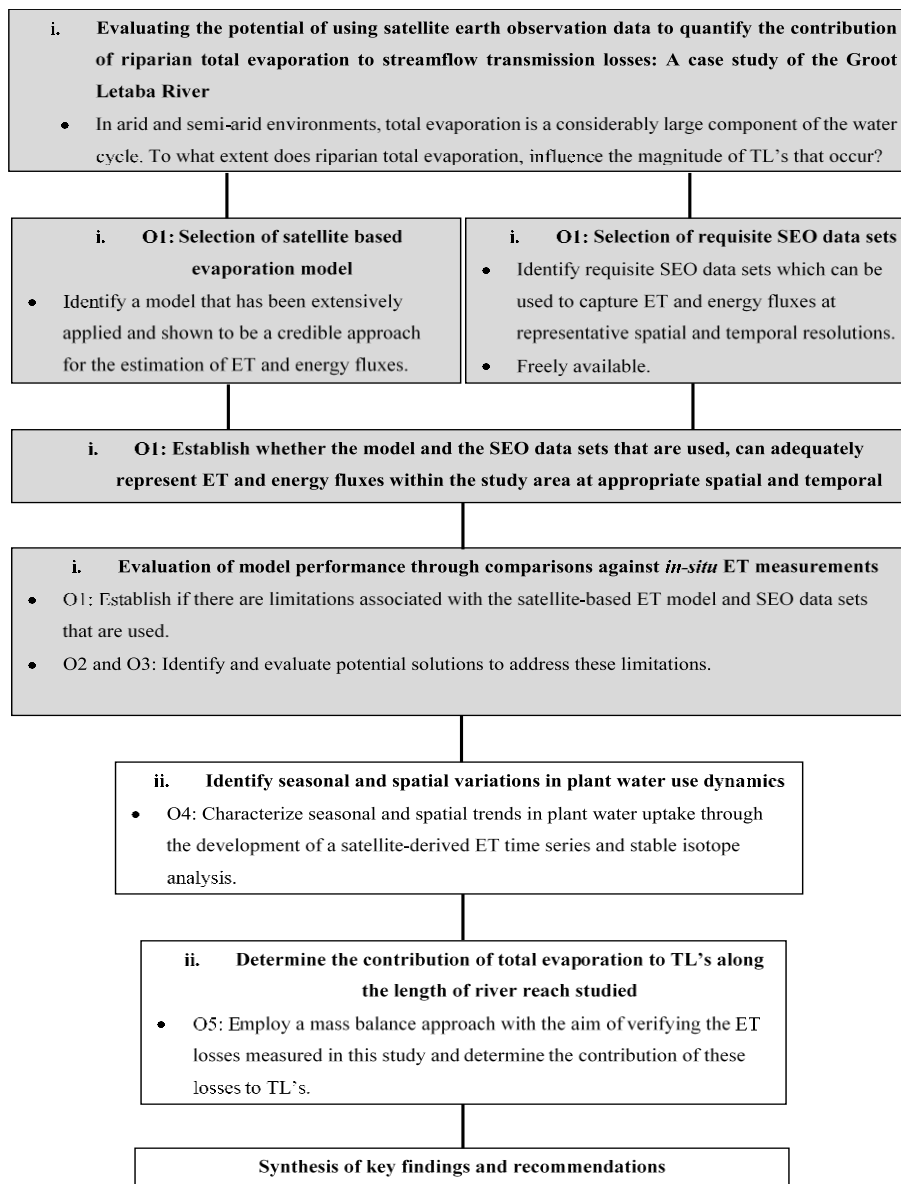 i. Evaluating the potential of using satellite earth observation data to quantify the contribution
of riparian total evaporation to streamflow transmission losses: A case study of the Groot
Letaba River
• In arid and semi-arid environments, total evaporation is a considerably large component of the water
cycle. To what extent does riparian total evaporation, influence the magnitude of TL's that occur?
i. O1: Selection of satellite based
evaporation model
• Identify a model that has been extensively
applied and shown to be a credible approach
for the estimation of ET and energy fluxes.
i. O1: Selection of requisite SEO data sets
• Identify requisite SEO data sets which can be
used to capture ET and energy fluxes at
representative spatial and temporal resolutions.
• Freely available.
i. O1: Establish whether the model and the SEO data sets that are used, can adequately
represent ET and energy fluxes within the study area at appropriate spatial and temporal
i. Evaluation of model performance through comparisons against in-situ ET measurements
• O1: Establish if there are limitations associated with the satellite-based ET model and SEO data sets
that are used.
• O2 and O3: Identify and evaluate potential solutions to address these limitations.
ii. Identify seasonal and spatial variations in plant water use dynamics
• O4: Characterize seasonal and spatial trends in plant water uptake through
the development of a satellite-derived ET time series and stable isotope
analysis.
ii. Determine the contribution of total evaporation to TL's along
the length of river reach studied
• O5: Employ a mass balance approach with the aim of verifying the ET
losses measured in this study and determine the contribution of these
losses to TL's.
Synthesis of key findings and recommendations